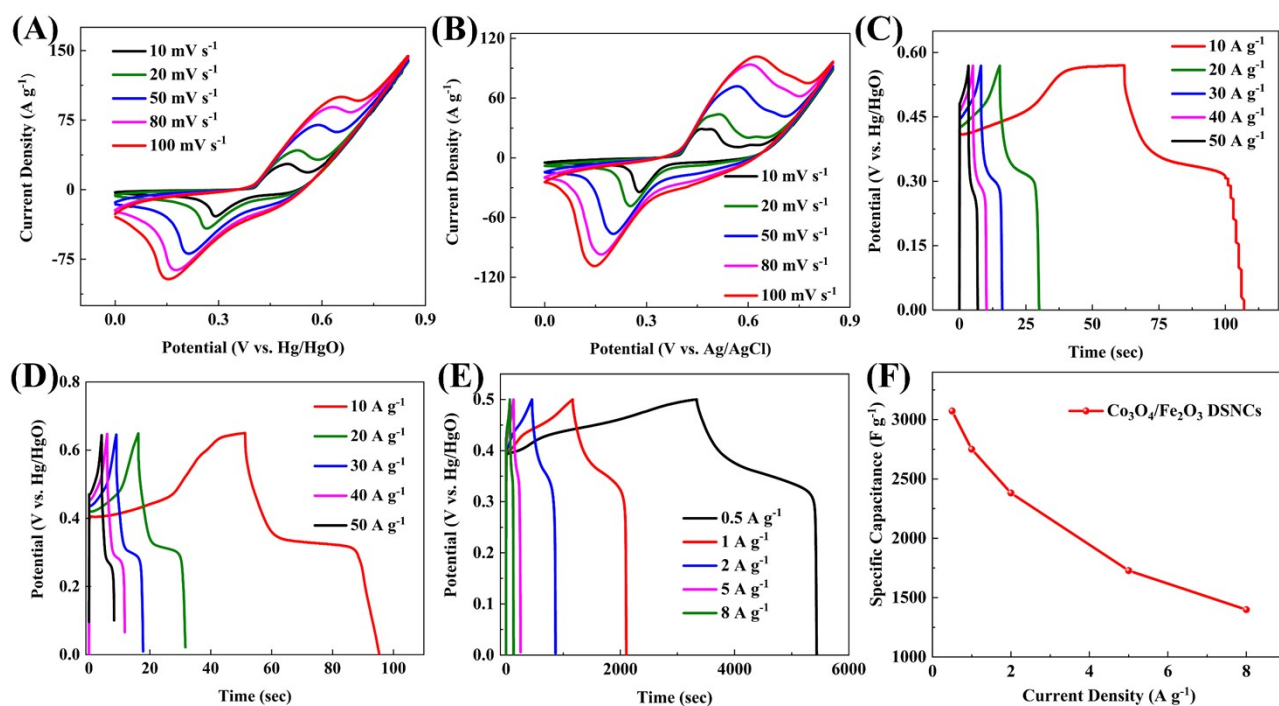 (A)
10 mV s⁻¹
20 mV s⁻¹
50 mV s⁻¹
80 mV s⁻¹
100 mV s⁻¹
150
75
0
-75
Current Density (A g⁻¹)
0.0 0.3 0.6 0.9
Potential (V vs. Hg/HgO)
(B)
120
60
0
-60
-120
Current Density (A g⁻¹)
10 mV s⁻¹
20 mV s⁻¹
50 mV s⁻¹
80 mV s⁻¹
100 mV s⁻¹
0.0 0.3 0.6 0.9
Potential (V vs. Ag/AgCl)
(C)
10 A g⁻¹
20 A g⁻¹
30 A g⁻¹
40 A g⁻¹
50 A g⁻¹
0.60
0.45
0.30
0.15
0.00
Potential (V vs. Hg/HgO)
0 25 50 75 100
Time (sec)
(D)
0.8
0.6
0.4
0.2
0.0
Potential (V vs. Hg/HgO)
10 A g⁻¹
20 A g⁻¹
30 A g⁻¹
40 A g⁻¹
50 A g⁻¹
0 20 40 60 80 100
Time (sec)
(E)
0.5
0.4
0.3
0.2
0.1
0.0
Potential (V vs. Hg/HgO)
0.5 A g⁻¹
1 A g⁻¹
2 A g⁻¹
5 A g⁻¹
8 A g⁻¹
0 2000 4000 6000
Time (sec)
(F)
Co₃O₄/Fe₂O₃ DSNCs
3000
2500
2000
1500
1000
Specific Capacitance (F g⁻¹)
0 2 4 6 8
Current Density (A g⁻¹)